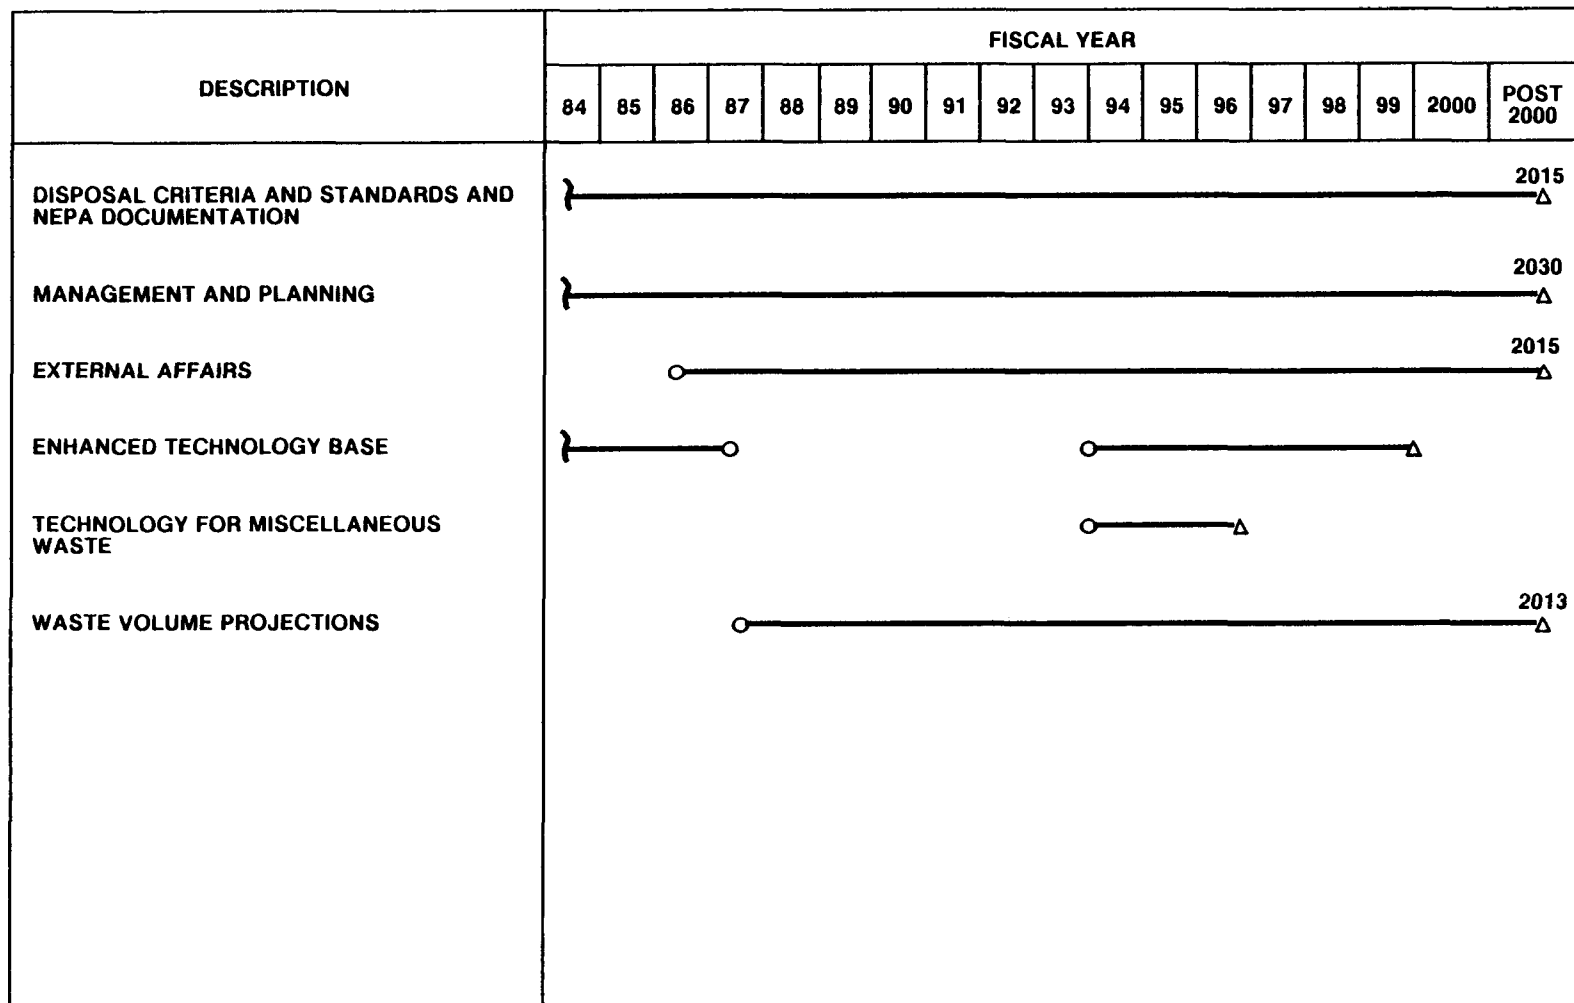 FISCAL YEAR
DESCRIPTION
84 85 86 87 88 89 90 91 92 93 94 95 96 97 98 99 2000 POST 2000
2015
DISPOSAL CRITERIA AND STANDARDS AND
NEPA DOCUMENTATION
2030
MANAGEMENT AND PLANNING
2015
EXTERNAL AFFAIRS
ENHANCED TECHNOLOGY BASE
TECHNOLOGY FOR MISCELLANEOUS
WASTE
2013
WASTE VOLUME PROJECTIONS